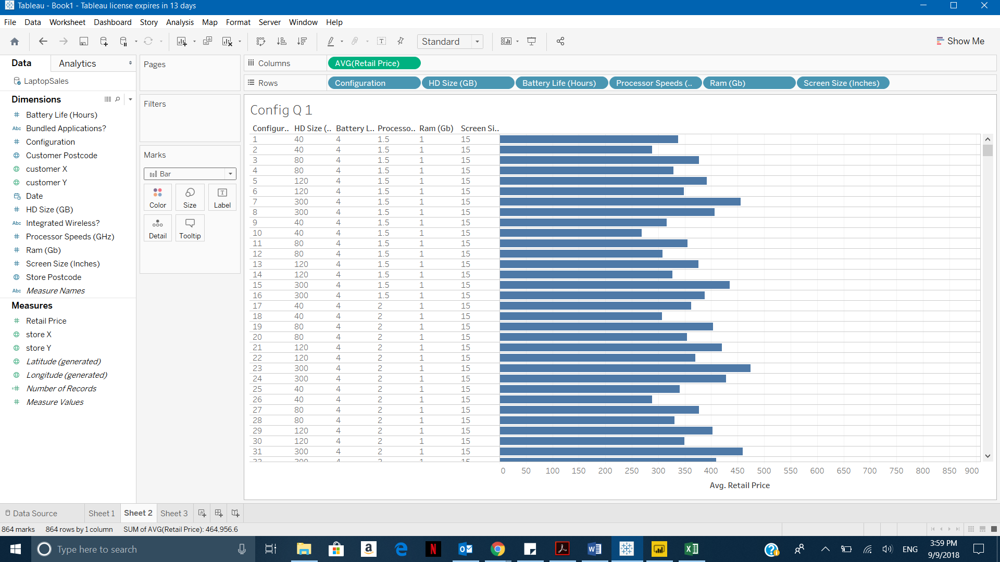 Tableau - Book1 - Tableau license expires in 13 days
File Data Worksheet Dashboard Story Analysis Map Format Server Window Help
Standard
Show Me
Data Analytics
LaptopSales
Dimensions
Battery Life (Hours)
Abc Bundled Applications?
Configuration
Customer Postcode
customer X
customer Y
Date
HD Size (GB)
Abc Integrated Wireless?
Processor Speeds (GHz)
Ram (Gb)
Screen Size (Inches)
Store Postcode
Abc Measure Names
Measures
Retail Price
store X
store Y
Latitude (generated)
Longitude (generated)
Number of Records
Measure Values
Pages
Filters
Marks
Bar
Color Size Label
Detail Tooltip
Columns AVG(Retail Price)
Rows Configuration HD Size (GB) Battery Life (Hours) Processor Speeds (.. Ram (Gb) Screen Size (Inches)
Config Q 1
Configur.. HD Size (.. Battery L.. Processo.. Ram (Gb) Screen Si..
1 40 4 1.5 1 15
2 40 4 1.5 1 15
3 80 4 1.5 1 15
4 80 4 1.5 1 15
5 120 4 1.5 1 15
6 120 4 1.5 1 15
7 300 4 1.5 1 15
8 300 4 1.5 1 15
9 40 4 1.5 1 15
10 40 4 1.5 1 15
11 80 4 1.5 1 15
12 80 4 1.5 1 15
13 120 4 1.5 1 15
14 120 4 1.5 1 15
15 300 4 1.5 1 15
16 300 4 1.5 1 15
17 40 4 2 1 15
18 40 4 2 1 15
19 80 4 2 1 15
20 80 4 2 1 15
21 120 4 2 1 15
22 120 4 2 1 15
23 300 4 2 1 15
24 300 4 2 1 15
25 40 4 2 1 15
26 40 4 2 1 15
27 80 4 2 1 15
28 80 4 2 1 15
29 120 4 2 1 15
30 120 4 2 1 15
31 300 4 2 1 15
32 300 4 2 1 15
0 50 100 150 200 250 300 350 400 450 500 550 600 650 700 750 800 850 900
Avg. Retail Price
Data Source Sheet 1 Sheet 2 Sheet 3
864 marks 864 rows by 1 column SUM of AVG(Retail Price): 464,956.6
Type here to search
ENG
3:59 PM
9/9/2018